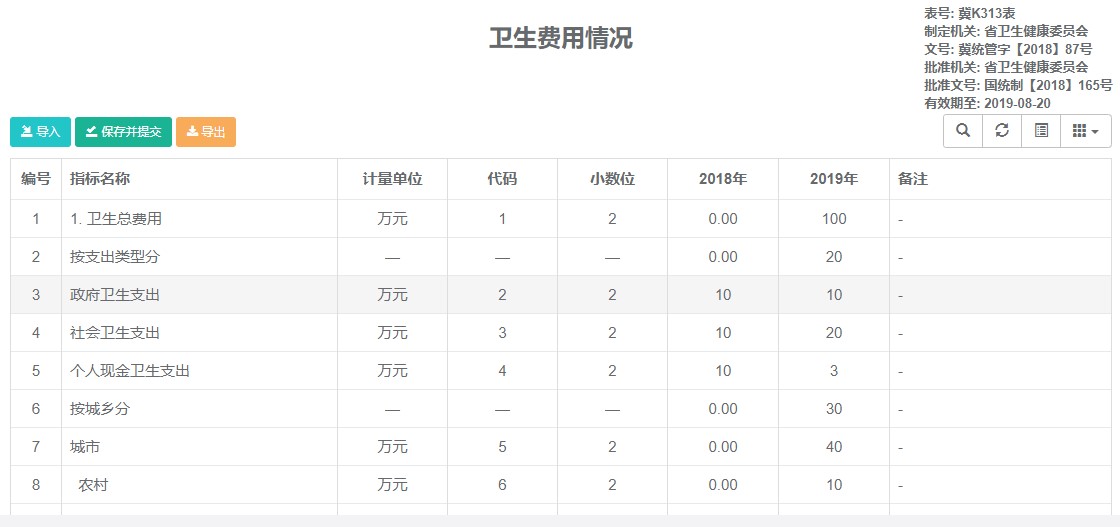 卫生费用情况
表号: 冀K313表
制定机关: 省卫生健康委员会
文号: 冀统管字【2018】87号
批准机关: 省卫生健康委员会
批准文号: 国统制【2018】165号
有效期至: 2019-08-20
导入 保存并提交 导出
编号 指标名称 计量单位 代码 小数位 2018年 2019年 备注
1 1. 卫生总费用 万元 1 2 0.00 100 -
2 按支出类型分 — — — 0.00 20 -
3 政府卫生支出 万元 2 2 10 10 -
4 社会卫生支出 万元 3 2 10 20 -
5 个人现金卫生支出 万元 4 2 10 3 -
6 按城乡分 — — — 0.00 30 -
7 城市 万元 5 2 0.00 40 -
8 农村 万元 6 2 0.00 10 -